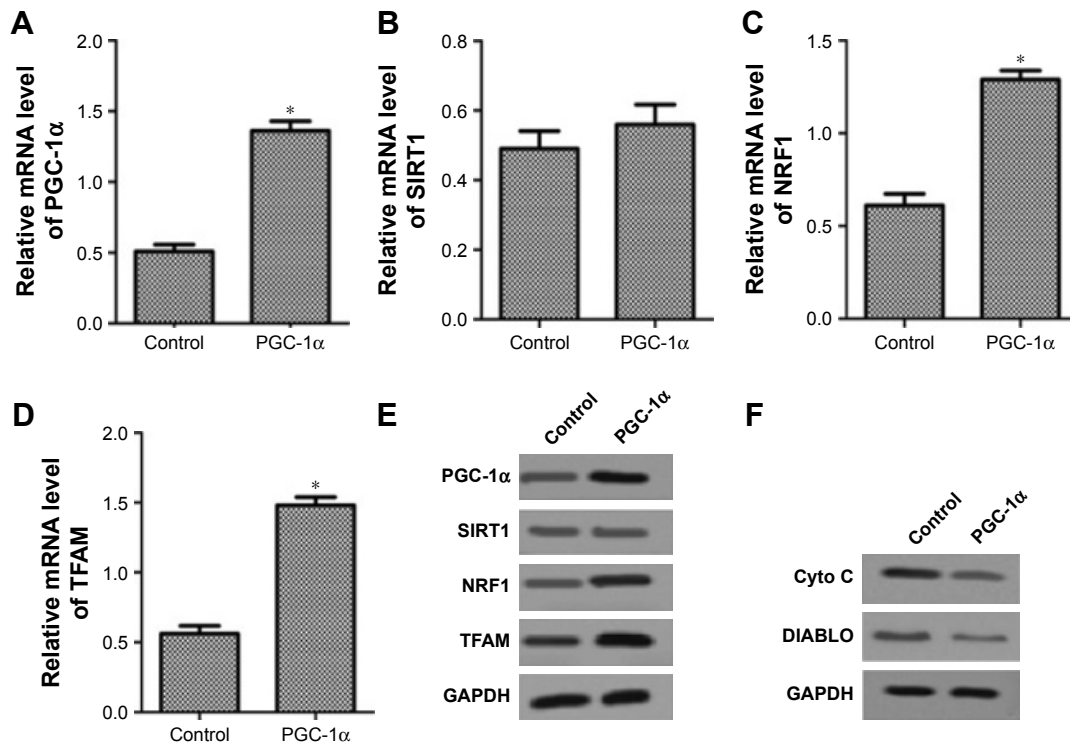 A
Relative mRNA level
of PGC-1α
2.0
1.5
1.0
0.5
0.0
*
Control
PGC-1α
B
Relative mRNA level
of SIRT1
0.8
0.6
0.4
0.2
0.0
Control
PGC-1α
C
Relative mRNA level
of NRF1
1.5
1.0
0.5
0.0
*
Control
PGC-1α
D
Relative mRNA level
of TFAM
2.0
1.5
1.0
0.5
0.0
*
Control
PGC-1α
E
Control
PGC-1α
PGC-1α
SIRT1
NRF1
TFAM
GAPDH
F
Control
PGC-1α
Cyto C
DIABLO
GAPDH